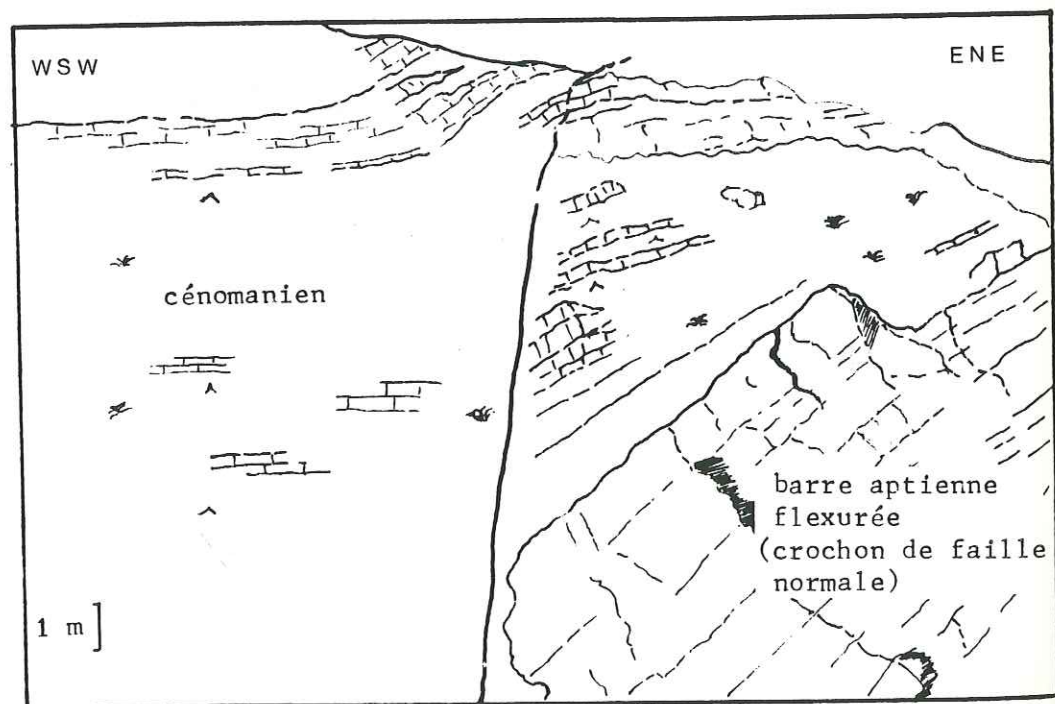 WSW
ENE
cénomanien
barre aptienne
flexurée
(crochon de faille
normale)
1 m